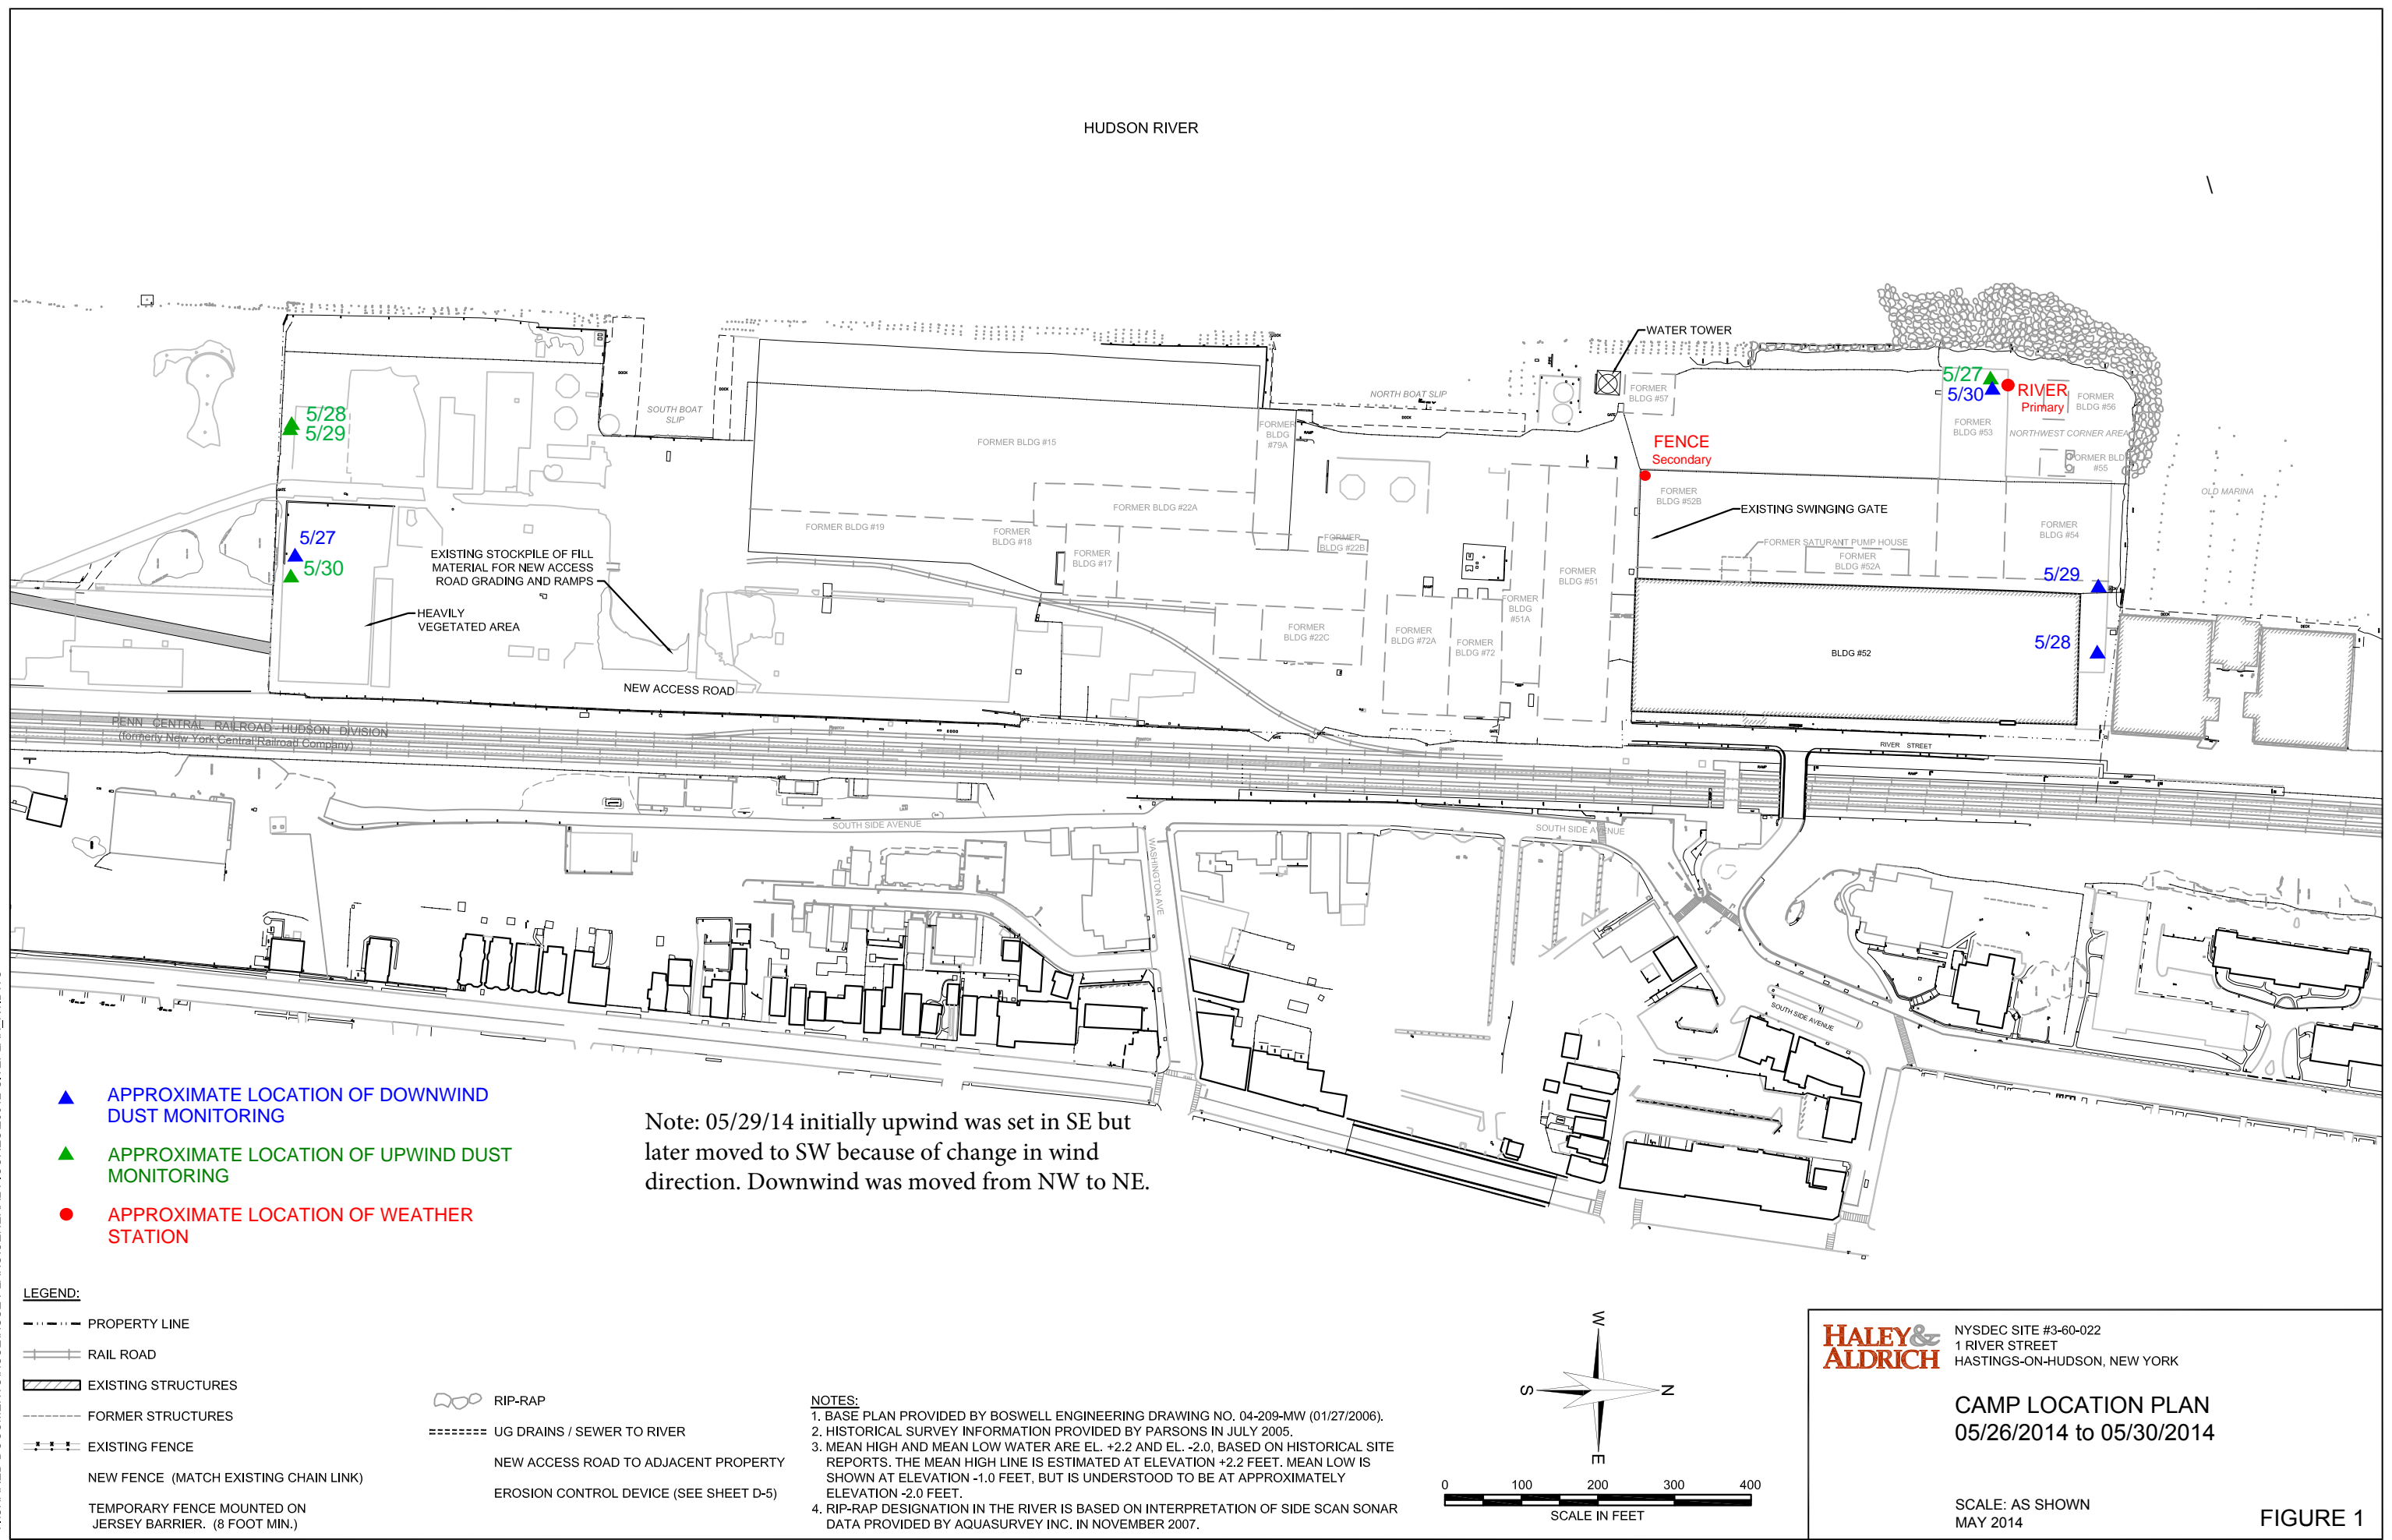 HUDSON RIVER
\
WATER TOWER
5/27
5/30
RIVER
Primary
FORMER
BLDG #57
FORMER
BLDG #56
FORMER
BLDG #53
NORTHWEST CORNER AREA
FORMER BLD
#55
FENCE
Secondary
FORMER
BLDG #52B
EXISTING SWINGING GATE
OLD MARINA
FORMER
BLDG #54
FORMER SATURANT PUMP HOUSE
FORMER
BLDG #52A
5/29
5/28
BLDG #52
5/28
5/29
SOUTH BOAT
SLIP
DOCK
DOCK
NORTH BOAT SLIP
DOCK
FORMER BLDG #15
FORMER
BLDG
#79A
FORMER BLDG #22A
FORMER BLDG #19
FORMER
BLDG #18
FORMER
BLDG #17
FORMER
BLDG #22B
FORMER
BLDG #51
FORMER
BLDG
#51A
FORMER
BLDG #22C
FORMER
BLDG #72A
FORMER
BLDG #72
5/27
5/30
EXISTING STOCKPILE OF FILL
MATERIAL FOR NEW ACCESS
ROAD GRADING AND RAMPS
HEAVILY
VEGETATED AREA
NEW ACCESS ROAD
PENN CENTRAL RAILROAD - HUDSON DIVISION
(formerly New York Central Railroad Company)
RIVER STREET
SOUTH SIDE AVENUE
SOUTH SIDE AVENUE
WASHINGTON AVE
SOUTH SIDE AVENUE
APPROXIMATE LOCATION OF DOWNWIND
DUST MONITORING
APPROXIMATE LOCATION OF UPWIND DUST
MONITORING
APPROXIMATE LOCATION OF WEATHER
STATION
Note: 05/29/14 initially upwind was set in SE but
later moved to SW because of change in wind
direction. Downwind was moved from NW to NE.
LEGEND:
PROPERTY LINE
RAIL ROAD
EXISTING STRUCTURES
FORMER STRUCTURES
EXISTING FENCE
NEW FENCE (MATCH EXISTING CHAIN LINK)
TEMPORARY FENCE MOUNTED ON
JERSEY BARRIER. (8 FOOT MIN.)
RIP-RAP
UG DRAINS / SEWER TO RIVER
NEW ACCESS ROAD TO ADJACENT PROPERTY
EROSION CONTROL DEVICE (SEE SHEET D-5)
NOTES:
1. BASE PLAN PROVIDED BY BOSWELL ENGINEERING DRAWING NO. 04-209-MW (01/27/2006).
2. HISTORICAL SURVEY INFORMATION PROVIDED BY PARSONS IN JULY 2005.
3. MEAN HIGH AND MEAN LOW WATER ARE EL. +2.2 AND EL. -2.0, BASED ON HISTORICAL SITE
REPORTS. THE MEAN HIGH LINE IS ESTIMATED AT ELEVATION +2.2 FEET. MEAN LOW IS
SHOWN AT ELEVATION -1.0 FEET, BUT IS UNDERSTOOD TO BE AT APPROXIMATELY
ELEVATION -2.0 FEET.
4. RIP-RAP DESIGNATION IN THE RIVER IS BASED ON INTERPRETATION OF SIDE SCAN SONAR
DATA PROVIDED BY AQUASURVEY INC. IN NOVEMBER 2007.
W
S
N
E
0 100 200 300 400
SCALE IN FEET
HALEY&
ALDRICH
NYSDEC SITE #3-60-022
1 RIVER STREET
HASTINGS-ON-HUDSON, NEW YORK
CAMP LOCATION PLAN
05/26/2014 to 05/30/2014
SCALE: AS SHOWN
MAY 2014
FIGURE 1